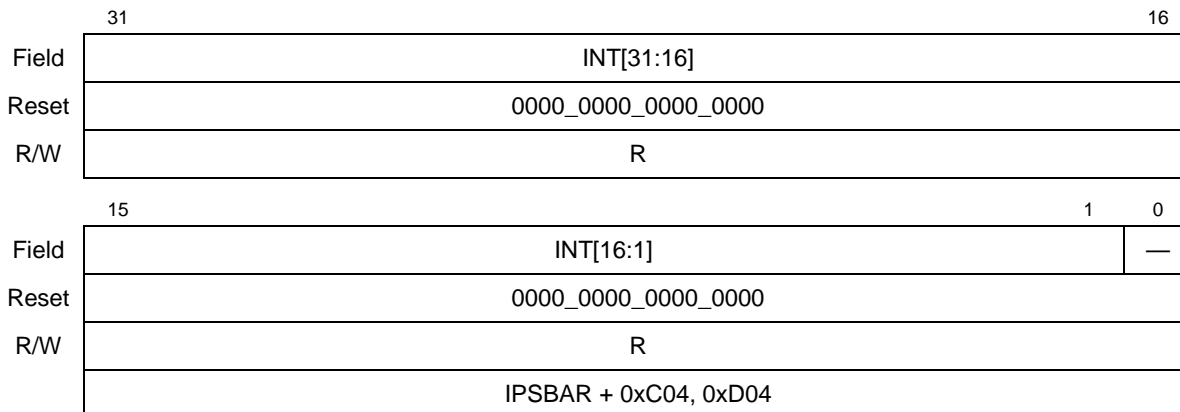 31 16
Field INT[31:16]
Reset 0000_0000_0000_0000
R/W R
15 1 0
Field INT[16:1] —
Reset 0000_0000_0000_0000
R/W R
IPSBAR + 0xC04, 0xD04